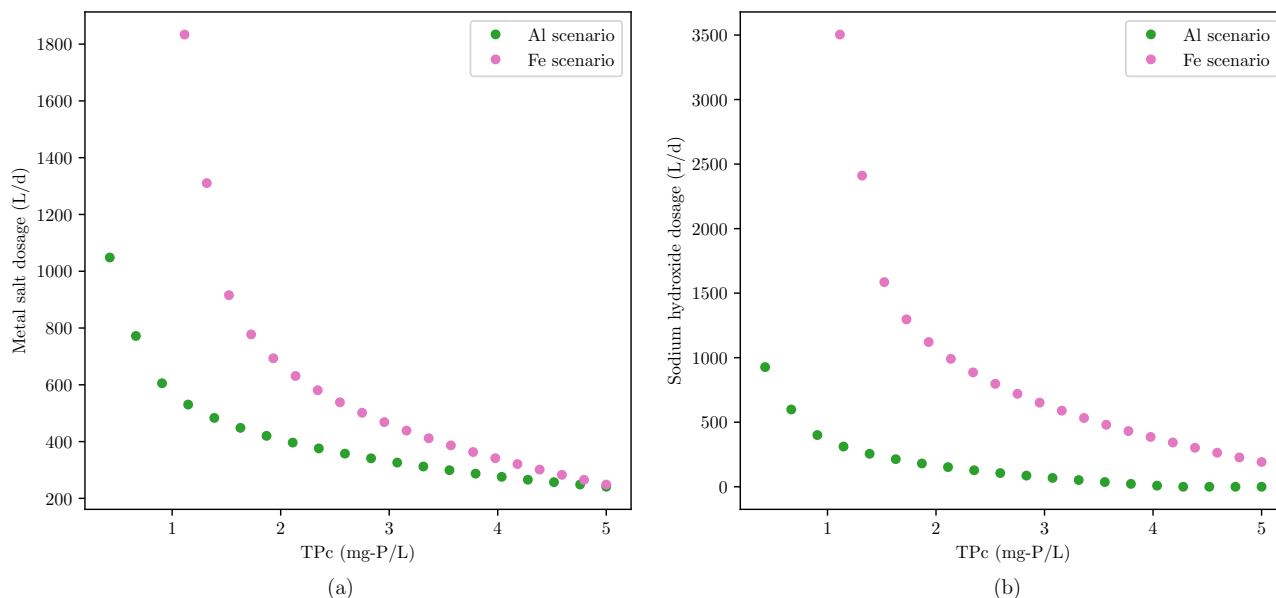 1800
1600
1400
1200
1000
800
600
400
200
Metal salt dosage (L/d)
1
2
3
4
5
TPc (mg-P/L)
Al scenario
Fe scenario
(a)
3500
3000
2500
2000
1500
1000
500
0
Sodium hydroxide dosage (L/d)
1
2
3
4
5
TPc (mg-P/L)
Al scenario
Fe scenario
(b)